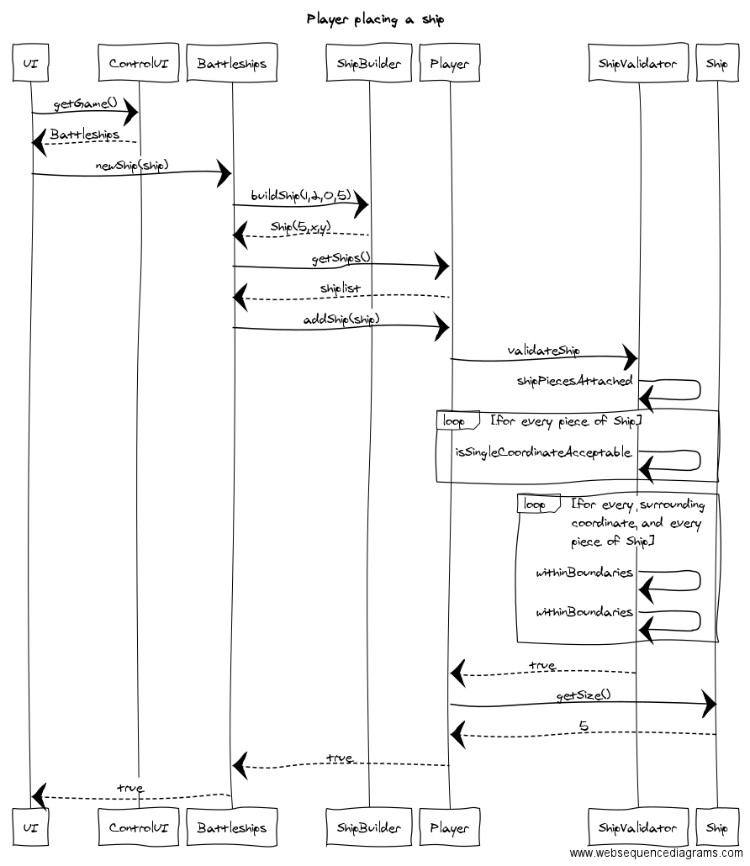 Player placing a ship
UI ControlUI Battleships ShipBuilder Player ShipValidator Ship
getGame()
Battleships
newShip(ship)
buildShip(1,2,0,5)
Ship(5,x,y)
getShips()
shiplist
addShip(ship)
validateShip
shipPiecesAttached
loop [for every piece of Ship]
isSingleCoordinateAcceptable
loop [for every surrounding
coordinate, and every
piece of Ship]
withinBoundaries
withinBoundaries
true
getSize()
5
true
true
UI ControlUI Battleships ShipBuilder Player ShipValidator Ship
www.websequencediagrams.com